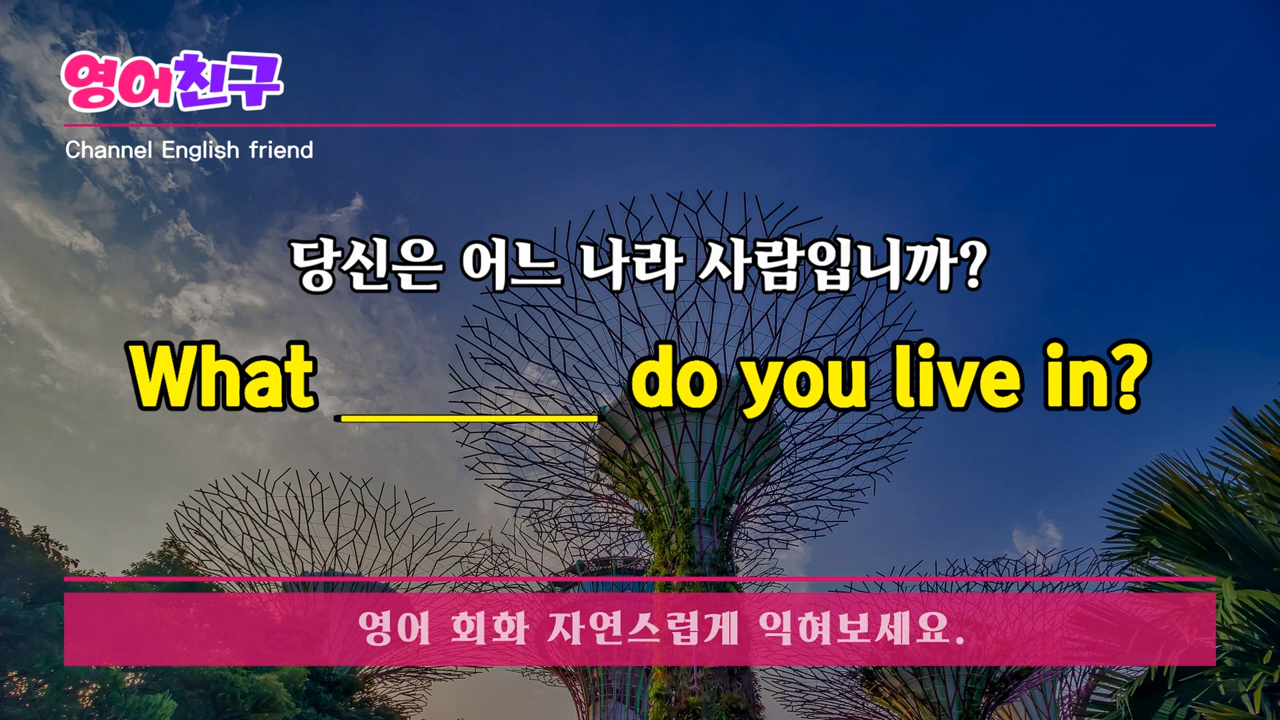 영어친구
Channel English friend
당신은 어느 나라 사람입니까?
What ______ do you live in?
영어 회화 자연스럽게 익혀보세요.